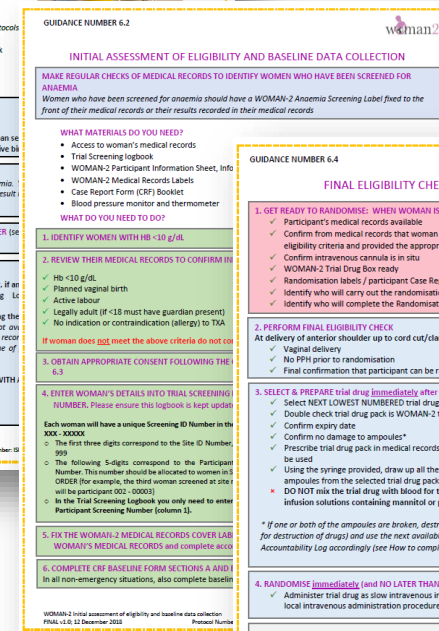 tocols
GUIDANCE NUMBER 6.2
woman2
INITIAL ASSESSMENT OF ELIGIBILITY AND BASELINE DATA COLLECTION
MAKE REGULAR CHECKS OF MEDICAL RECORDS TO IDENTIFY WOMEN WHO HAVE BEEN SCREENED FOR
ANAEMIA
Women who have been screened for anaemia should have a WOMAN-2 Anaemia Screening Label fixed to the
front of their medical records or their results recorded in their medical records
WHAT MATERIALS DO YOU NEED?
• Access to woman's medical records
• Trial Screening logbook
• WOMAN-2 Participant Information Sheet, Info
• WOMAN-2 Medical Records Labels
• Case Report Form (CRF) Booklet
• Blood pressure monitor and thermometer
WHAT DO YOU NEED TO DO?
1. IDENTIFY WOMEN WITH HB <10 g/dL
2. REVIEW THEIR MEDICAL RECORDS TO CONFIRM IN
✓ Hb <10 g/dL
✓ Planned vaginal birth
✓ Active labour
✓ Legally adult (if <18 must have guardian present)
✓ No indication or contraindication (allergy) to TXA
If woman does not meet the above criteria do not co
3. OBTAIN APPROPRIATE CONSENT FOLLOWING THE
6.3
4. ENTER WOMAN'S DETAILS INTO TRIAL SCREENING
NUMBER. Please ensure this logbook is kept update
Each woman will have a unique Screening ID Number in the
XXX - XXXXX
o The first three digits correspond to the Site ID Number,
999
o The following 5-digits correspond to the Participant
Number. This number should be allocated to women in S
ORDER (for example, the third woman screened at site
will be participant 002 - 00003)
o In the Trial Screening Logbook you only need to enter
Participant Screening Number (column 1).
5. FIX THE WOMAN-2 MEDICAL RECORDS COVER LAB
WOMAN'S MEDICAL RECORDS and complete acco
6. COMPLETE CRF BASELINE FORM SECTIONS A AND
In all non-emergency situations, also complete baselin
WOMAN-2 Initial assessment of eligibility and baseline data collection
FINAL v1.0; 12 December 2018 Protocol Numbe
GUIDANCE NUMBER 6.4
FINAL ELIGIBILITY CHE
1. GET READY TO RANDOMISE: WHEN WOMAN IS
✓ Participant's medical records available
✓ Confirm from medical records that woman
eligibility criteria and provided the appropr
✓ Confirm intravenous cannula is in situ
✓ WOMAN-2 Trial Drug Box ready
✓ Randomisation labels / participant Case Re
✓ Identify who will carry out the randomisati
✓ Identify who will complete the Randomisat
2. PERFORM FINAL ELIGIBILITY CHECK
At delivery of anterior shoulder up to cord cut/clar
✓ Vaginal delivery
✓ No PPH prior to randomisation
✓ Final confirmation that participant can be r
3. SELECT & PREPARE trial drug immediately after
✓ Select NEXT LOWEST NUMBERED trial drug
✓ Double check trial drug pack is WOMAN-2 t
✓ Confirm expiry date
✓ Confirm no damage to ampoules*
✓ Prescribe trial drug pack in medical records
be used
✓ Using the syringe provided, draw up all the
ampoules from the selected trial drug pack
× DO NOT mix the trial drug with blood for t
infusion solutions containing mannitol or p
* If one or both of the ampoules are broken, destr
for destruction of drugs) and use the next availabl
Accountability Log accordingly (see How to compl
4. RANDOMISE immediately (and NO LATER THAN
✓ Administer trial drug as slow intravenous in
local intravenous administration procedure